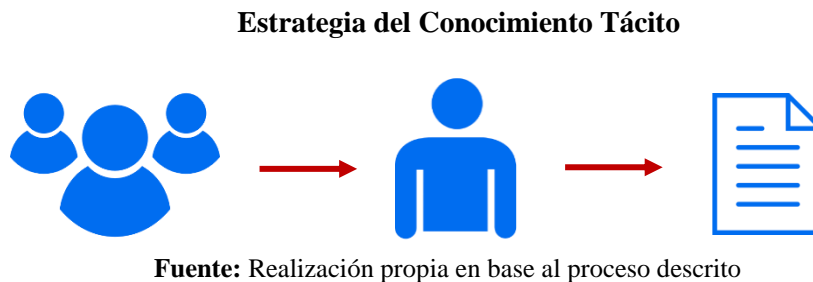 Estrategia del Conocimiento Tácito
Fuente: Realización propia en base al proceso descrito